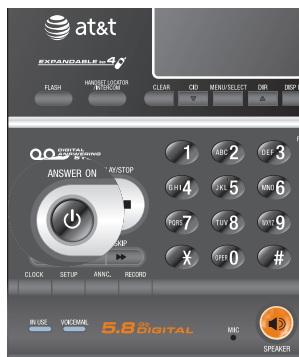 at&t
EXPANDABLE to 4
FLASH
HANDSET LOCATOR
/INTERCOM
CLEAR CID MENU/SELECT DIR
DIGITAL
ANSWERING
ANSWER ON
/STOP
SKIP
1 ABC 2 DEF 3
GHI 4 JKL 5 MNO 6
PQRS 7 TUV 8 WXYZ 9
* OPER 0 #
CLOCK SETUP ANNC. RECORD
IN USE VOICEMAIL
5.8 GHz DIGITAL
MIC
SPEAKER